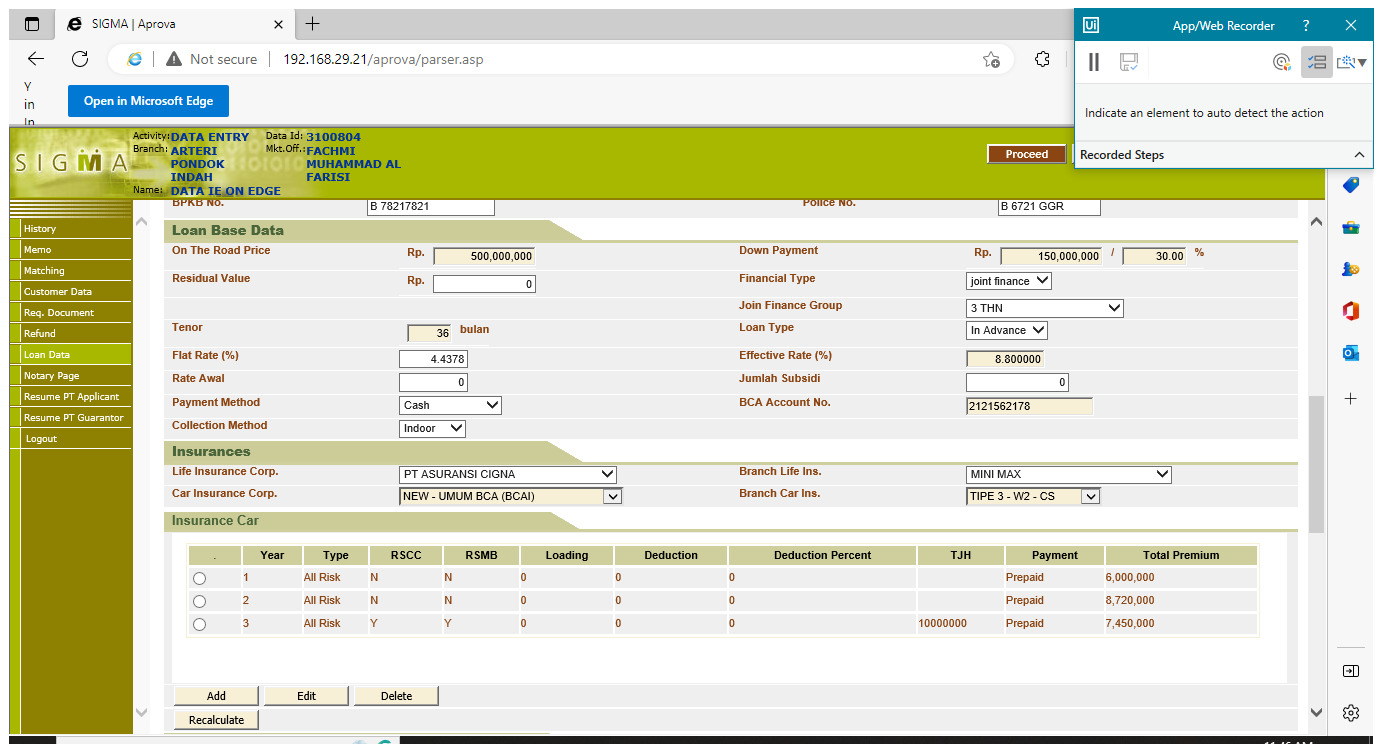 SIGMA | Aprova
Ui App/Web Recorder ?
Not secure 192.168.29.21/aprova/parser.asp
Y
in
In
Open in Microsoft Edge
Indicate an element to auto detect the action
Recorded Steps
SIGMA
Activity: DATA ENTRY Data Id: 3100804
Branch: ARTERI PONDOK INDAH Mkt.Off.: FACHMI MUHAMMAD AL FARISI
Name: DATA IE ON EDGE
Proceed
History
Memo
Matching
Customer Data
Req. Document
Refund
Loan Data
Notary Page
Resume PT Applicant
Resume PT Guarantor
Logout
BPKB No. B 78217821 Police No. B 6721 GGR
Loan Base Data
On The Road Price Rp. 500,000,000 Down Payment Rp. 150,000,000 / 30.00 %
Residual Value Rp. 0 Financial Type joint finance
Join Finance Group 3 THN
Tenor 36 bulan Loan Type In Advance
Flat Rate (%) 4.4378 Effective Rate (%) 8.800000
Rate Awal 0 Jumlah Subsidi 0
Payment Method Cash BCA Account No. 2121562178
Collection Method Indoor
Insurances
Life Insurance Corp. PT ASURANSI CIGNA Branch Life Ins. MINI MAX
Car Insurance Corp. NEW - UMUM BCA (BCAI) Branch Car Ins. TIPE 3 - W2 - CS
Insurance Car
. Year Type RSCC RSMB Loading Deduction Deduction Percent TJH Payment Total Premium
1 All Risk N N 0 0 0 Prepaid 6,000,000
2 All Risk N N 0 0 0 Prepaid 8,720,000
3 All Risk Y Y 0 0 0 10000000 Prepaid 7,450,000
Add Edit Delete
Recalculate